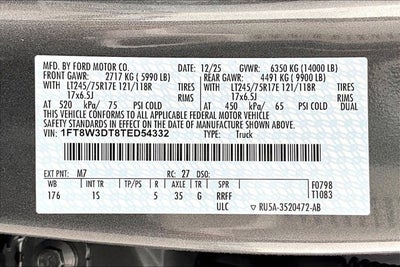 MFD. BY FORD MOTOR CO. 12/25 GVWR: 6350 KG (14000 LB)
FRONT GAWR: 2717 KG ( 5990 LB) REAR GAWR: 4491 KG ( 9900 LB)
WITH LT245/75R17E 121/118R WITH LT245/75R17E 121/118R
17x6.5J 17x6.5J
AT 520 kPa/ 75 PSI COLD AT 450 kPa/ 65 PSI COLD
THIS VEHICLE CONFORMS TO ALL APPLICABLE FEDERAL MOTOR VEHICLE
SAFETY STANDARDS IN EFFECT ON THE DATE OF MANUFACTURE SHOWN ABOVE.
VIN: 1FT8W3DT8TED54332 TYPE: Truck
EXT PNT: M7 RC: 27 DSO:
WB INT TR TP/PS R AXLE TR SPR F0798
176 1S 5 35 G RRFF T1083
ULC RU5A-3520472-AB